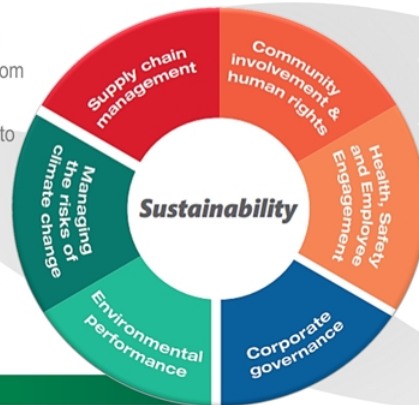 om
to
Supply chain
management
Community
involvement &
human rights
Health, Safety
and Employee
Engagement
Managing
the risks of
climate change
Sustainability
Environmental
performance
Corporate
governance